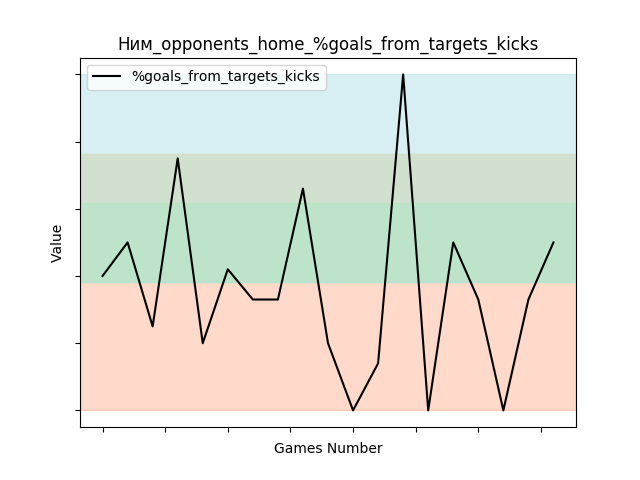 Ним_opponents_home_%goals_from_targets_kicks
%goals_from_targets_kicks
Value
Games Number